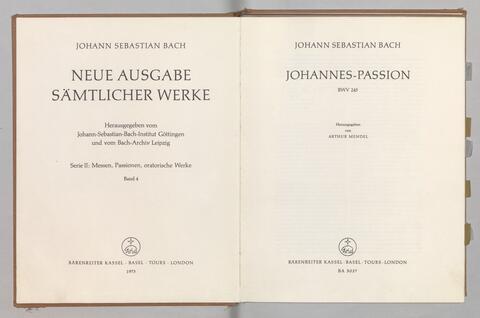 JOHANN SEBASTIAN BACH
NEUE AUSGABE
SÄMTLICHER WERKE
Herausgegeben vom
Johann-Sebastian-Bach-Institut Göttingen
und vom Bach-Archiv Leipzig
Serie II: Messen, Passionen, oratorische Werke
Band 4
BÄRENREITER KASSEL · BASEL · TOURS · LONDON
1973
JOHANN SEBASTIAN BACH
JOHANNES-PASSION
BWV 245
Herausgegeben
von
ARTHUR MENDEL
BÄRENREITER KASSEL · BASEL · TOURS · LONDON
BA 5037